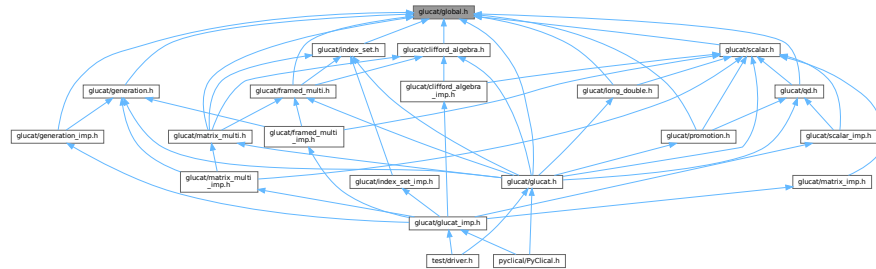 glucat/global.h
glucat/index_set.h
glucat/clifford_algebra.h
glucat/scalar.h
glucat/generation.h
glucat/framed_multi.h
glucat/clifford_algebra
_imp.h
glucat/long_double.h
glucat/qd.h
glucat/generation_imp.h
glucat/matrix_multi.h
glucat/framed_multi
_imp.h
glucat/promotion.h
glucat/scalar_imp.h
glucat/matrix_multi
_imp.h
glucat/index_set_imp.h
glucat/glucat.h
glucat/matrix_imp.h
glucat/glucat_imp.h
test/driver.h
pyclical/PyClical.h